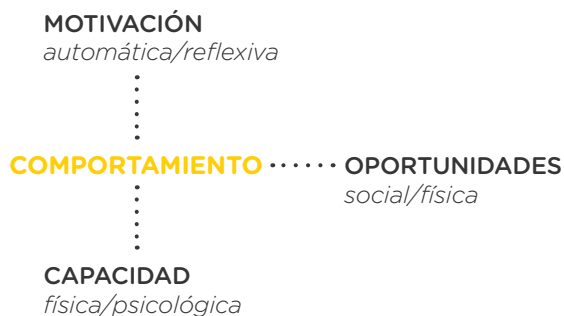 MOTIVACIÓN
automática/reflexiva
COMPORTAMIENTO
OPORTUNIDADES
social/física
CAPACIDAD
física/psicológica